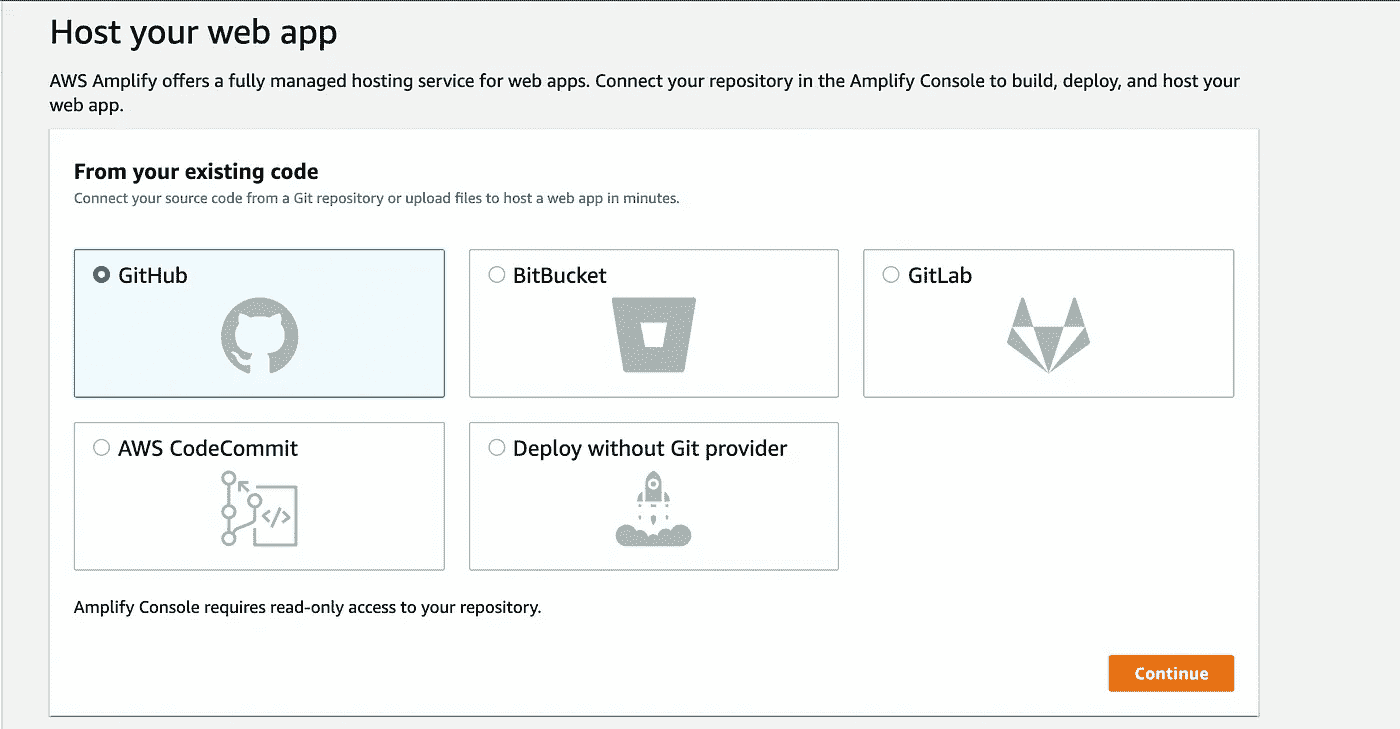 Host your web app
AWS Amplify offers a fully managed hosting service for web apps. Connect your repository in the Amplify Console to build, deploy, and host your
web app.
From your existing code
Connect your source code from a Git repository or upload files to host a web app in minutes.
GitHub
BitBucket
GitLab
AWS CodeCommit
</>
Deploy without Git provider
Amplify Console requires read-only access to your repository.
Continue